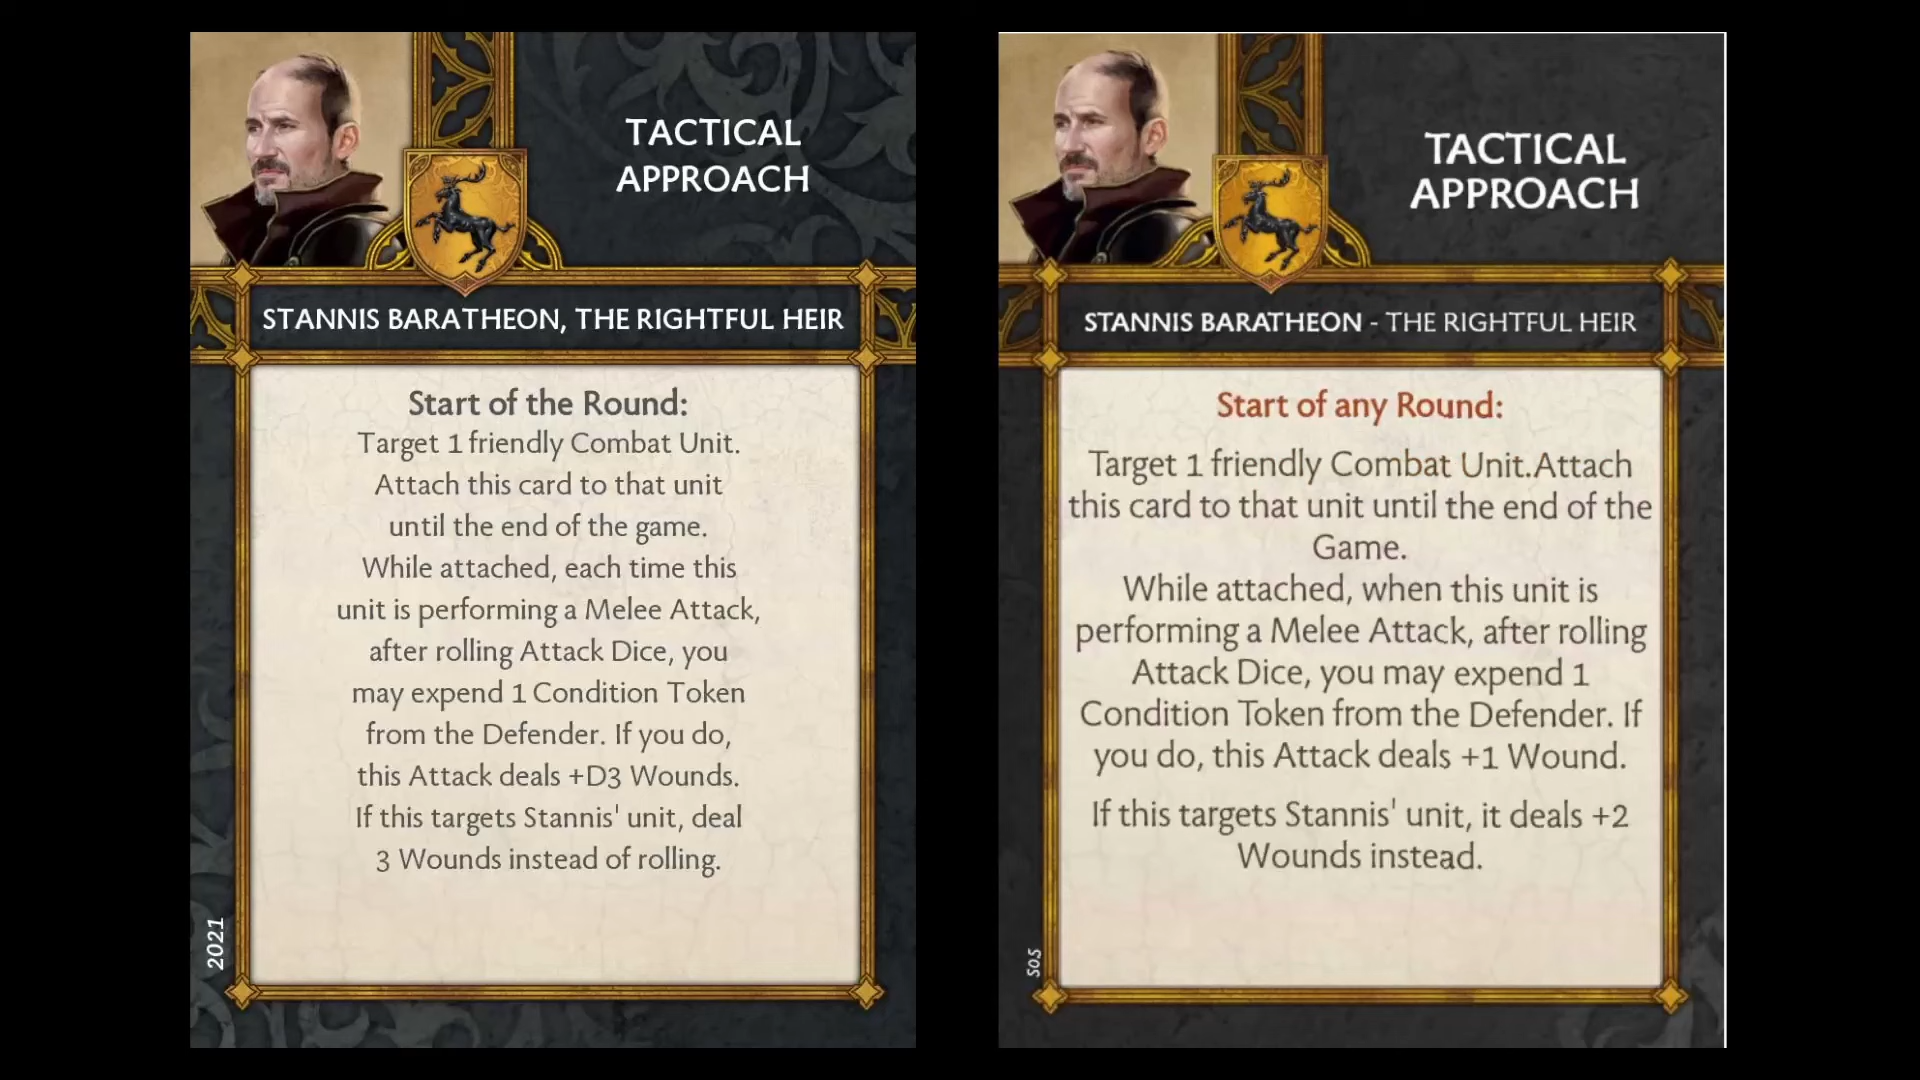 TACTICAL
APPROACH
STANNIS BARATHEON, THE RIGHTFUL HEIR
Start of the Round:
Target 1 friendly Combat Unit.
Attach this card to that unit
until the end of the game.
While attached, each time this
unit is performing a Melee Attack,
after rolling Attack Dice, you
may expend 1 Condition Token
from the Defender. If you do,
this Attack deals +D3 Wounds.
If this targets Stannis' unit, deal
3 Wounds instead of rolling.
2021
TACTICAL
APPROACH
STANNIS BARATHEON - THE RIGHTFUL HEIR
Start of any Round:
Target 1 friendly Combat Unit.Attach
this card to that unit until the end of the
Game.
While attached, when this unit is
performing a Melee Attack, after rolling
Attack Dice, you may expend 1
Condition Token from the Defender. If
you do, this Attack deals +1 Wound.
If this targets Stannis' unit, it deals +2
Wounds instead.
S05